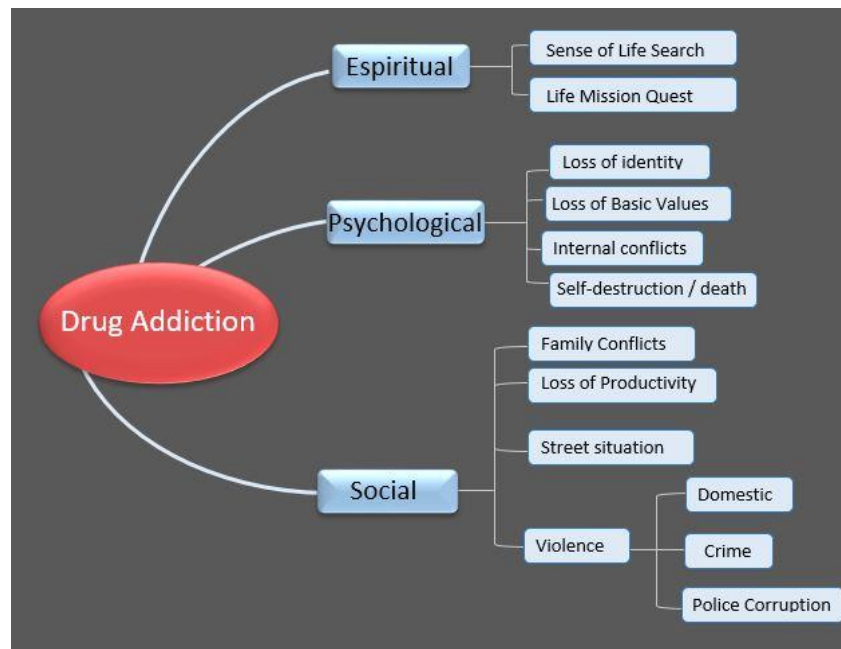 Espiritual
Sense of Life Search
Life Mission Quest
Psychological
Loss of identity
Loss of Basic Values
Internal conflicts
Self-destruction / death
Drug Addiction
Social
Family Conflicts
Loss of Productivity
Street situation
Violence
Domestic
Crime
Police Corruption